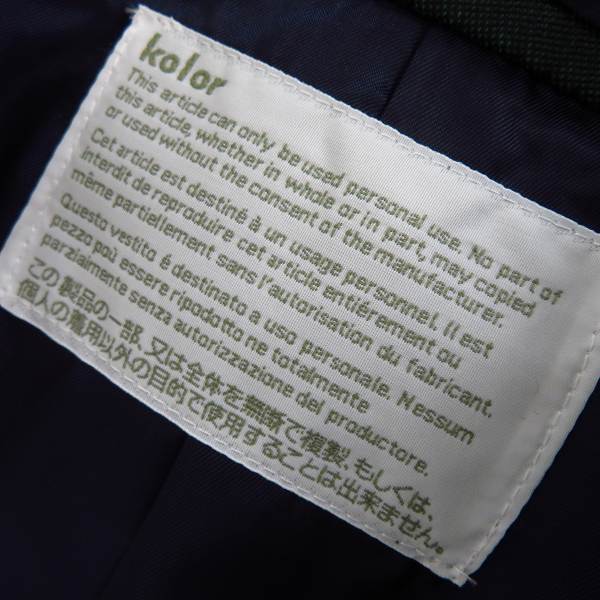 kolor
This article can only be used personal use. No part of
this article, whether in whole or in part, may copied
or used without the consent of the manufacturer.
Cet article est destiné à un usage personnel. Il est
interdit de reproduire cet article entièrement ou
même partiellement sans l'autorisation du fabricant.
Questo vestito é destinato a uso personale. Nessum
pezzo poù essere ripodotto ne totalmente
parzialmente senza autorizzazione del productore.
この製品の一部、又は全体を無断で複製、もしくは、
個人の着用以外の目的で使用することは出来ません。